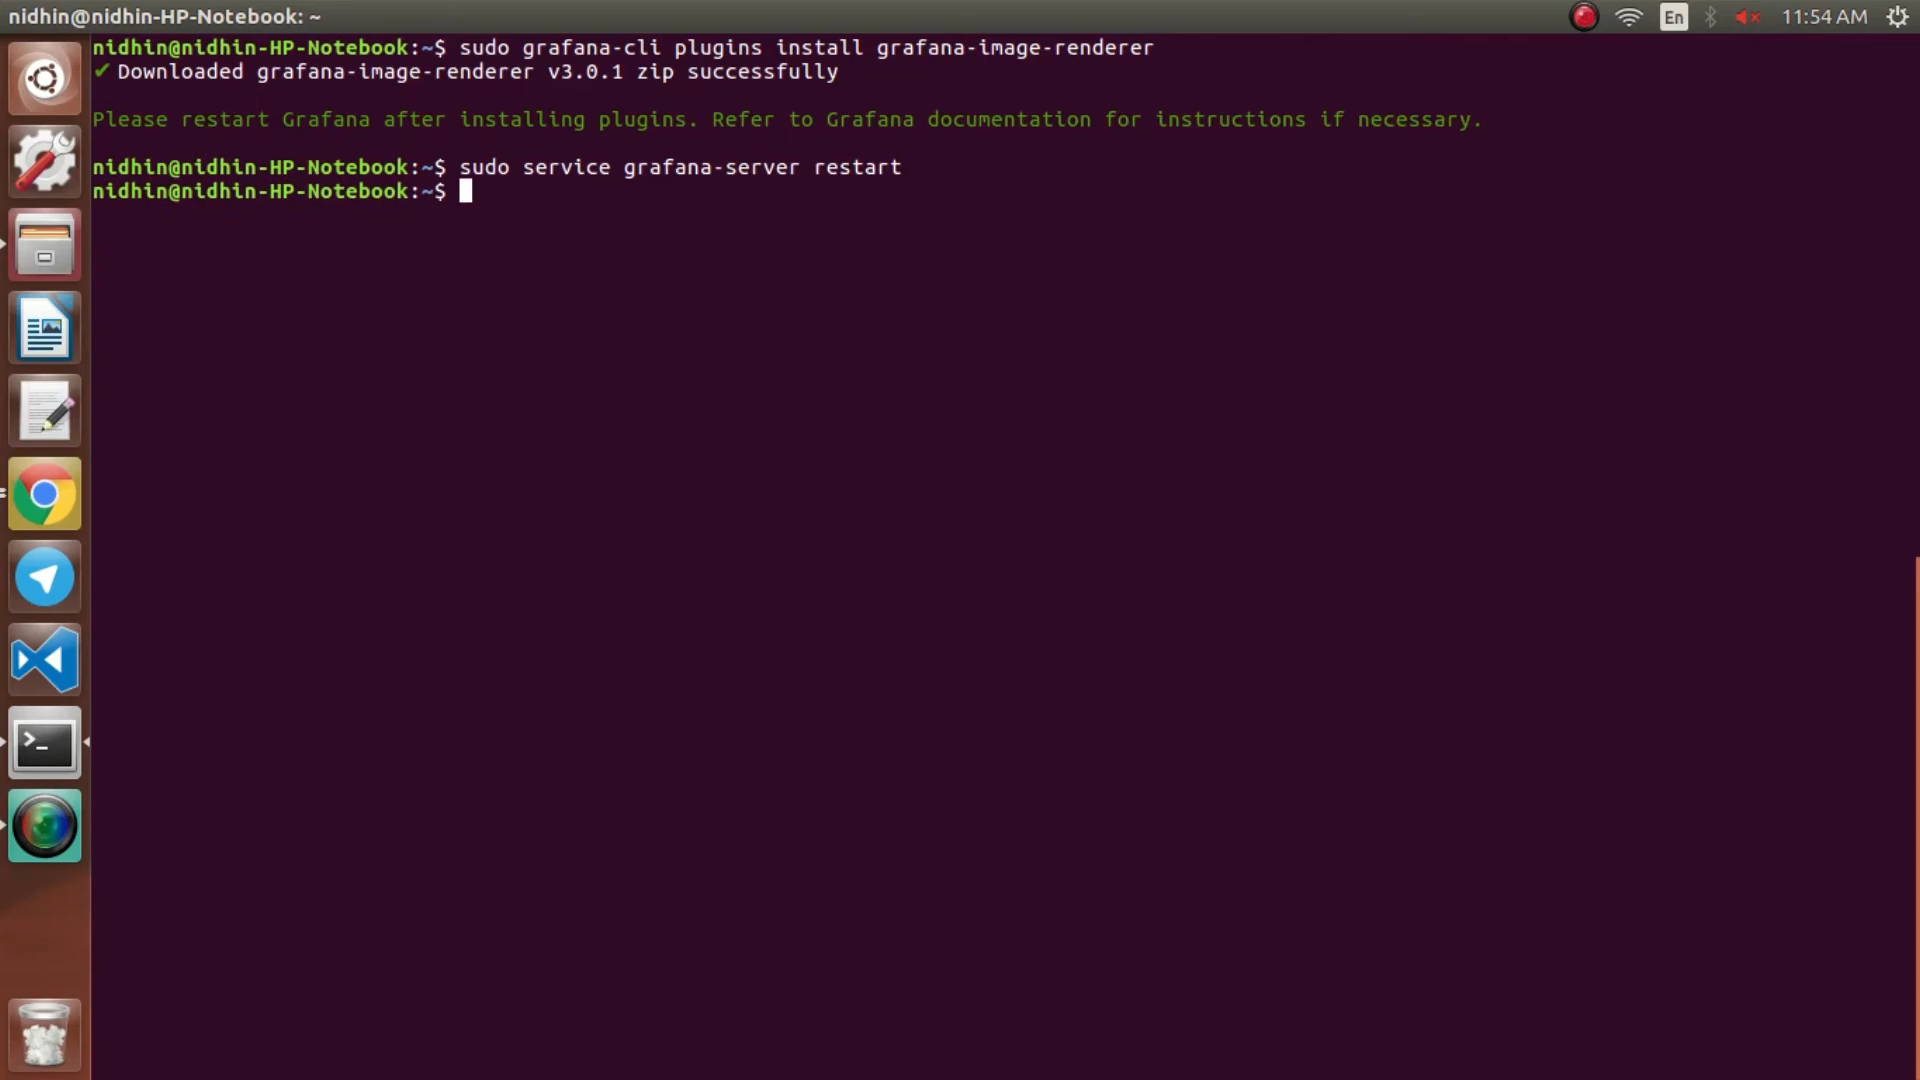 nidhin@nidhin-HP-Notebook: ~
En
11:54 AM
nidhin@nidhin-HP-Notebook:~$ sudo grafana-cli plugins install grafana-image-renderer
✔ Downloaded grafana-image-renderer v3.0.1 zip successfully
Please restart Grafana after installing plugins. Refer to Grafana documentation for instructions if necessary.
nidhin@nidhin-HP-Notebook:~$ sudo service grafana-server restart
nidhin@nidhin-HP-Notebook:~$